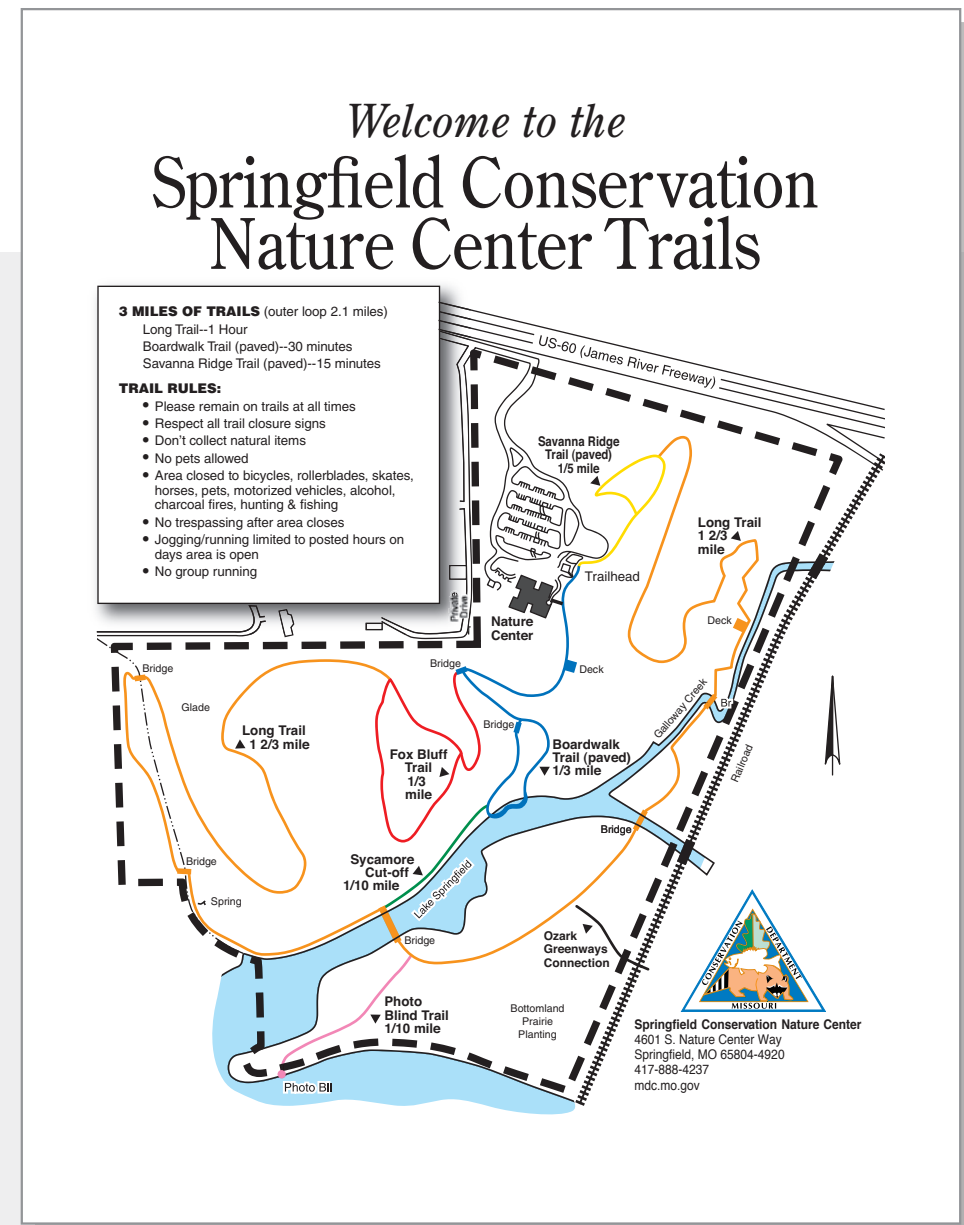 Welcome to the
Springfield Conservation
Nature Center Trails
3 MILES OF TRAILS (outer loop 2.1 miles)
Long Trail--1 Hour
Boardwalk Trail (paved)--30 minutes
Savanna Ridge Trail (paved)--15 minutes
TRAIL RULES:
• Please remain on trails at all times
• Respect all trail closure signs
• Don't collect natural items
• No pets allowed
• Area closed to bicycles, rollerblades, skates,
horses, pets, motorized vehicles, alcohol,
charcoal fires, hunting & fishing
• No trespassing after area closes
• Jogging/running limited to posted hours on
days area is open
• No group running
US-60 (James River Freeway)
Savanna Ridge
Trail (paved)
1/5 mile
Long Trail
1 2/3
mile
Trailhead
Private
Drive
Nature
Center
Deck
Bridge
Deck
Bridge
Glade
Galloway Creek
Br
Long Trail
1 2/3 mile
Bridge
Fox Bluff
Trail
1/3
mile
Boardwalk
Trail (paved)
1/3 mile
Railroad
Bridge
Sycamore
Cut-off
1/10 mile
Lake Springfield
Bridge
Spring
Bridge
Ozark
Greenways
Connection
Photo
Blind Trail
1/10 mile
Bottomland
Prairie
Planting
Photo Bll
CONSERVATION
DEPARTMENT
MISSOURI
Springfield Conservation Nature Center
4601 S. Nature Center Way
Springfield, MO 65804-4920
417-888-4237
mdc.mo.gov